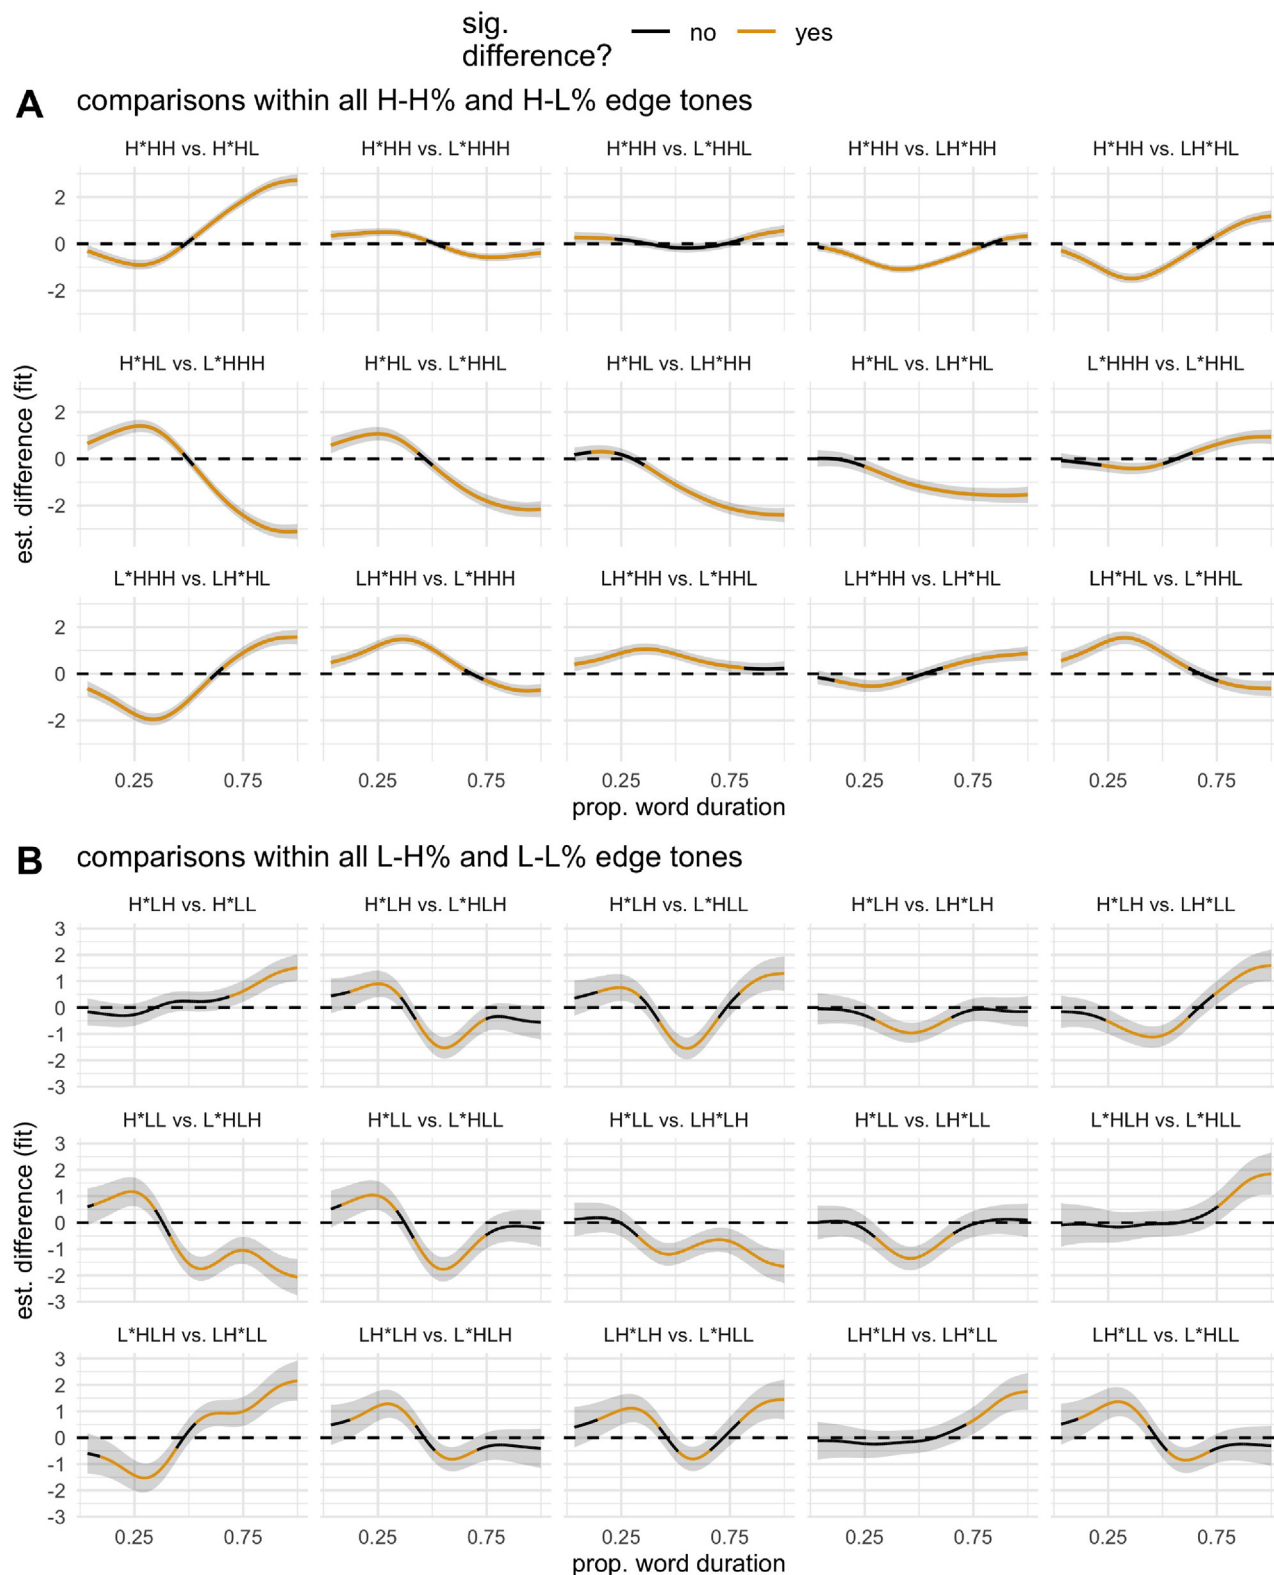 sig.
difference? no yes
A comparisons within all H-H% and H-L% edge tones
H*HH vs. H*HL H*HH vs. L*HHH H*HH vs. L*HHL H*HH vs. LH*HH H*HH vs. LH*HL
2
0
-2
H*HL vs. L*HHH H*HL vs. L*HHL H*HL vs. LH*HH H*HL vs. LH*HL L*HHH vs. L*HHL
2
0
-2
est. difference (fit)
L*HHH vs. LH*HL LH*HH vs. L*HHH LH*HH vs. L*HHL LH*HH vs. LH*HL LH*HL vs. L*HHL
2
0
-2
0.25 0.75 0.25 0.75 0.25 0.75 0.25 0.75 0.25 0.75
prop. word duration
B comparisons within all L-H% and L-L% edge tones
H*LH vs. H*LL H*LH vs. L*HLH H*LH vs. L*HLL H*LH vs. LH*LH H*LH vs. LH*LL
3
2
1
0
-1
-2
-3
H*LL vs. L*HLH H*LL vs. L*HLL H*LL vs. LH*LH H*LL vs. LH*LL L*HLH vs. L*HLL
3
2
1
0
-1
-2
-3
est. difference (fit)
L*HLH vs. LH*LL LH*LH vs. L*HLH LH*LH vs. L*HLL LH*LH vs. LH*LL LH*LL vs. L*HLL
3
2
1
0
-1
-2
-3
0.25 0.75 0.25 0.75 0.25 0.75 0.25 0.75 0.25 0.75
prop. word duration